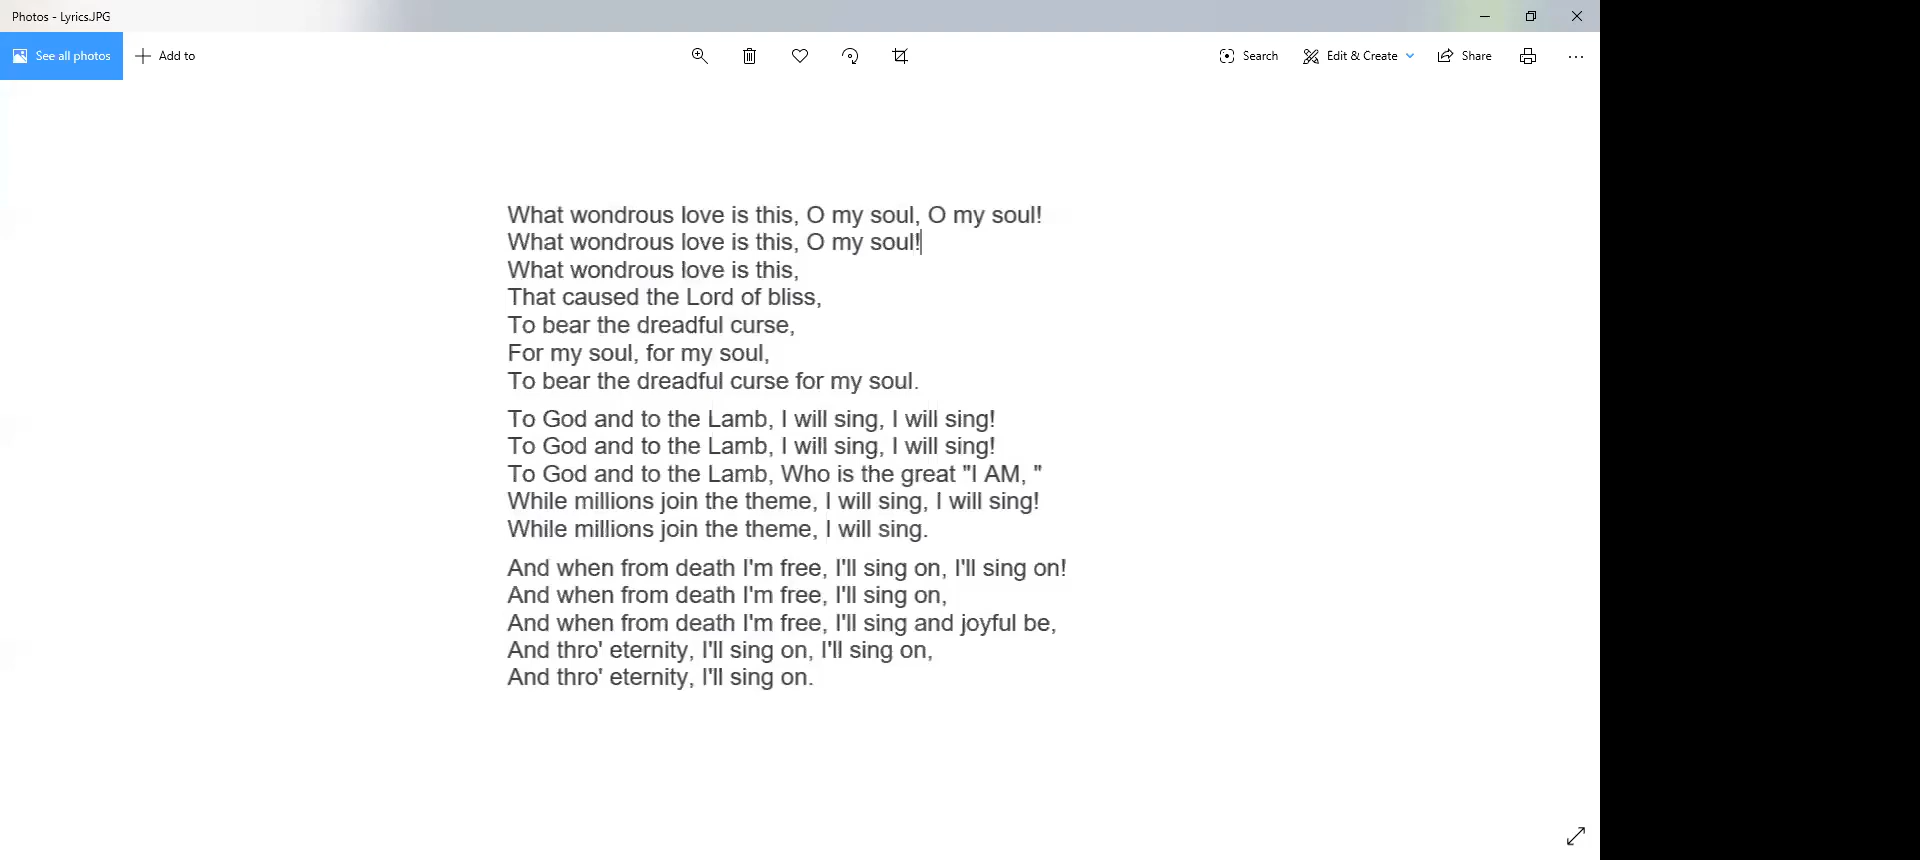 Photos - Lyrics.JPG
See all photos
Add to
Search
Edit & Create
Share
What wondrous love is this, O my soul, O my soul!
What wondrous love is this, O my soul!
What wondrous love is this,
That caused the Lord of bliss,
To bear the dreadful curse,
For my soul, for my soul,
To bear the dreadful curse for my soul.
To God and to the Lamb, I will sing, I will sing!
To God and to the Lamb, I will sing, I will sing!
To God and to the Lamb, Who is the great "I AM, "
While millions join the theme, I will sing, I will sing!
While millions join the theme, I will sing.
And when from death I'm free, I'll sing on, I'll sing on!
And when from death I'm free, I'll sing on,
And when from death I'm free, I'll sing and joyful be,
And thro' eternity, I'll sing on, I'll sing on,
And thro' eternity, I'll sing on.